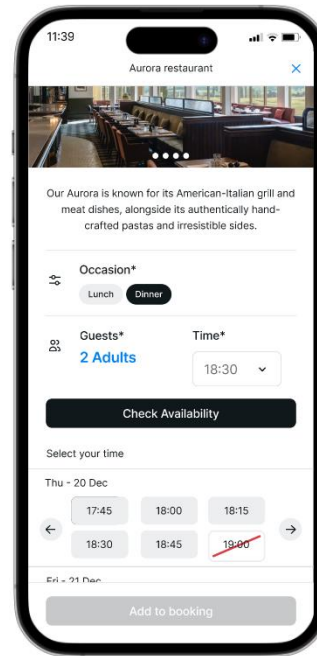 11:39
Aurora restaurant
Our Aurora is known for its American-Italian grill and
meat dishes, alongside its authentically hand-
crafted pastas and irresistible sides.
Occasion*
Lunch Dinner
Guests* Time*
2 Adults 18:30
Check Availability
Select your time
Thu - 20 Dec
17:45 18:00 18:15
18:30 18:45 19:00
Fri - 21 Dec
Add to booking